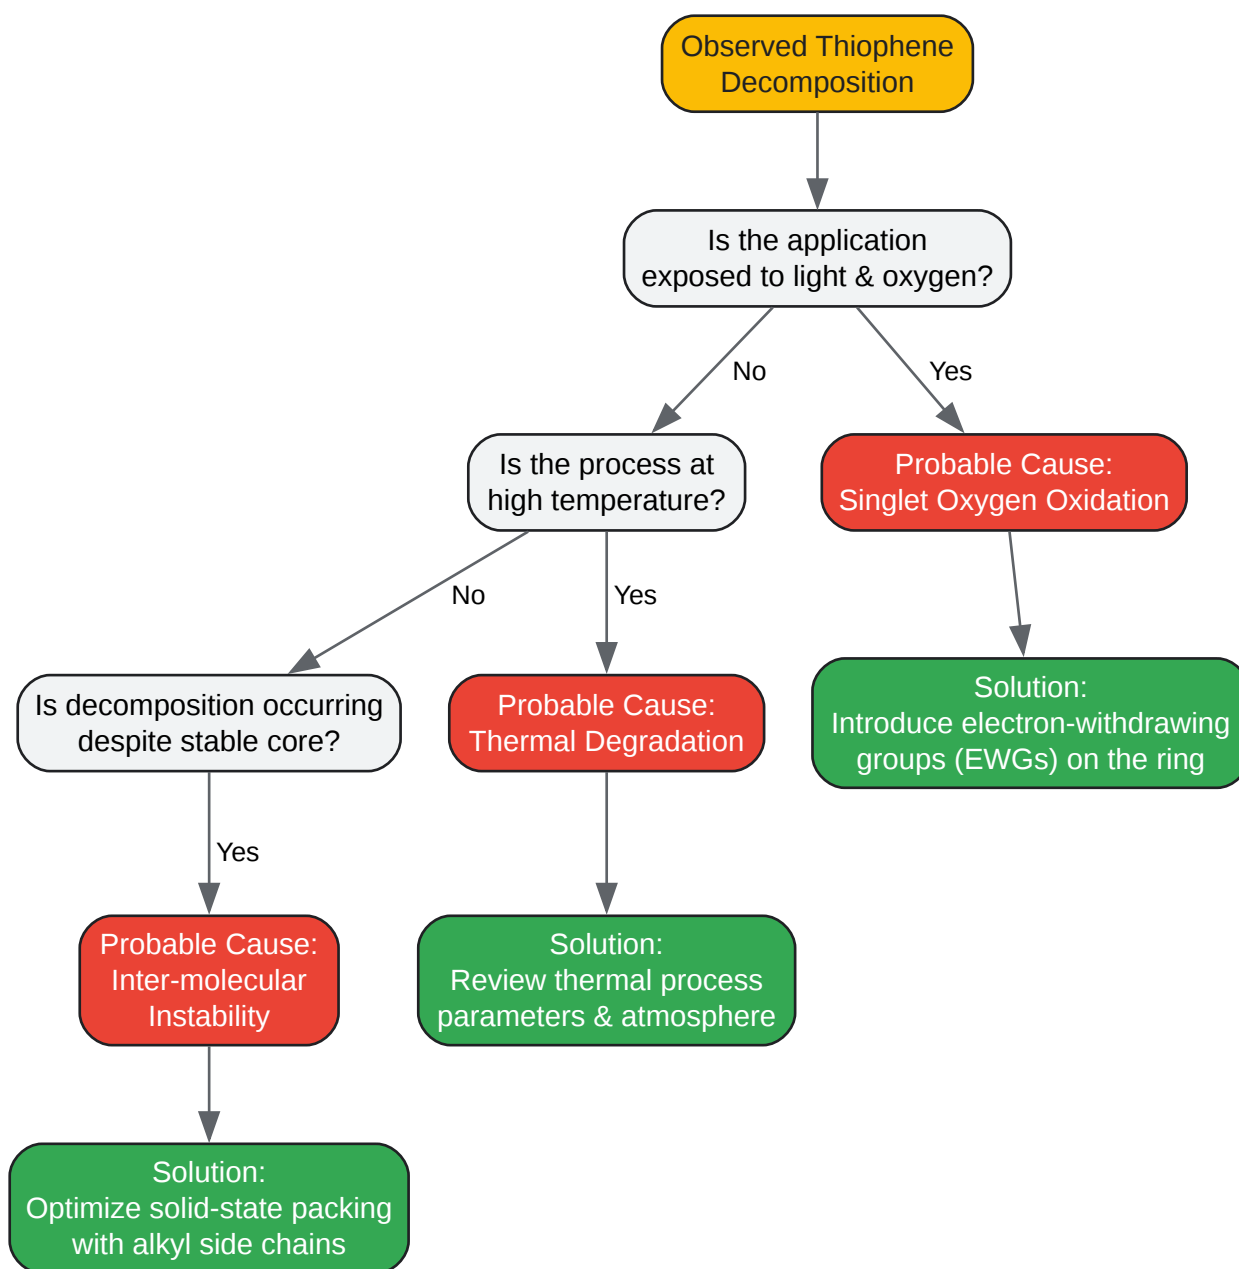 Observed Thiophene
Decomposition
Is the application
exposed to light & oxygen?
No
Yes
Is the process at
high temperature?
Probable Cause:
Singlet Oxygen Oxidation
No
Yes
Is decomposition occurring
despite stable core?
Probable Cause:
Thermal Degradation
Solution:
Introduce electron-withdrawing
groups (EWGs) on the ring
Yes
Probable Cause:
Inter-molecular
Instability
Solution:
Review thermal process
parameters & atmosphere
Solution:
Optimize solid-state packing
with alkyl side chains